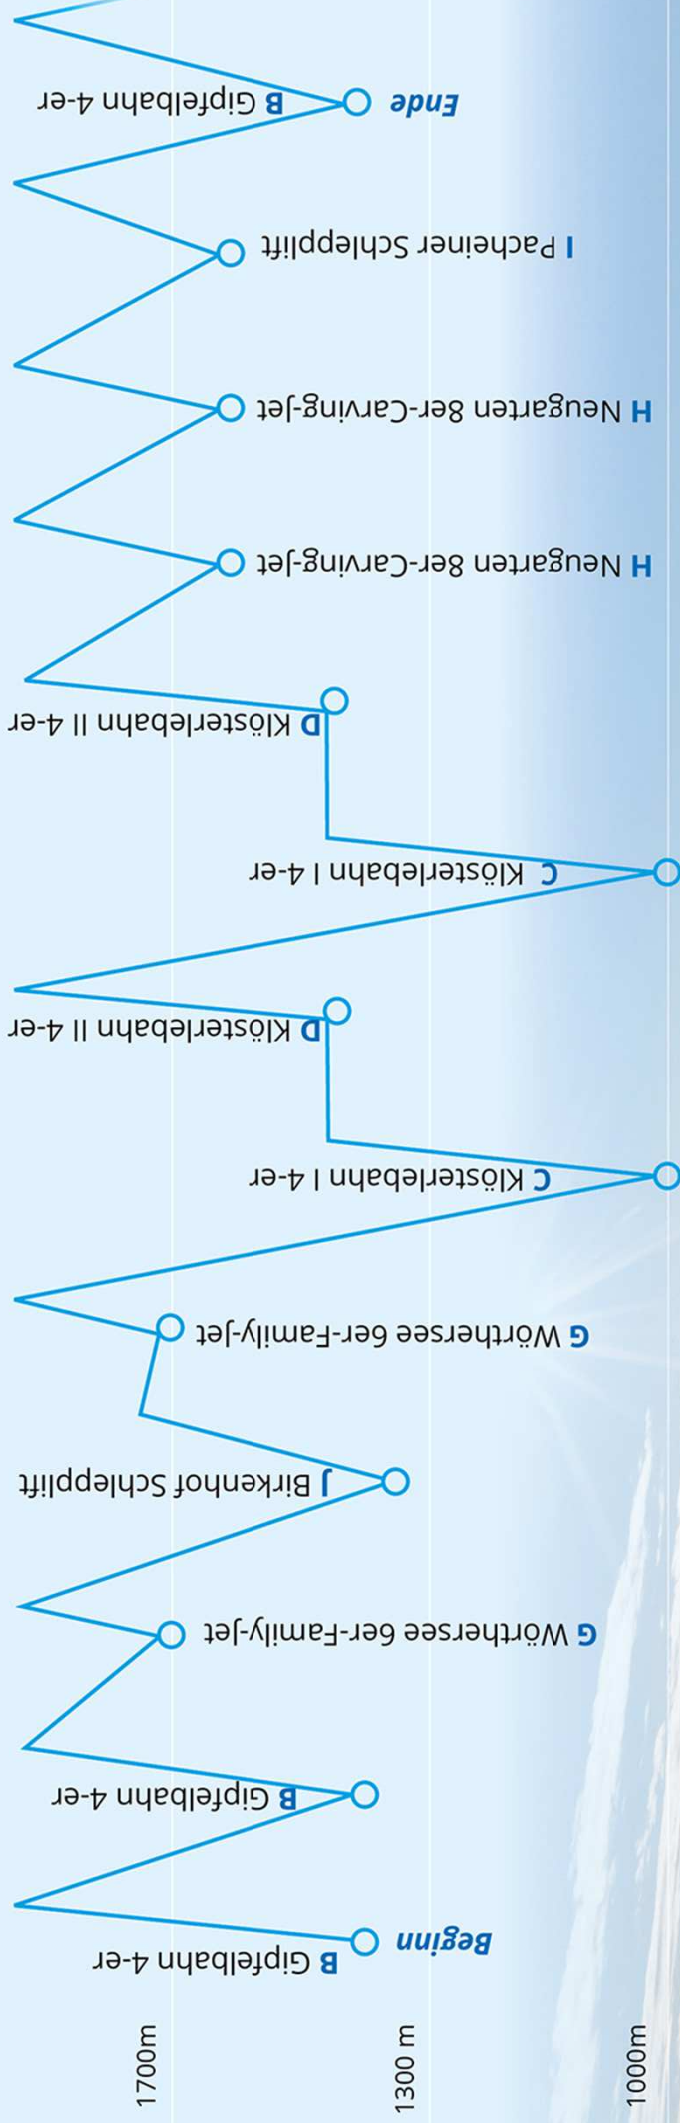 B Gipfelbahn 4-er
Ende
I Pacheiner Schlepplift
H Neugarten 8er-Carving-Jet
H Neugarten 8er-Carving-Jet
D Klösterlebahn II 4-er
C Klösterlebahn I 4-er
D Klösterlebahn II 4-er
C Klösterlebahn I 4-er
G Wörthersee 6er-Family-Jet
J Birkenhof Schlepplift
G Wörthersee 6er-Family-Jet
B Gipfelbahn 4-er
Beginn
B Gipfelbahn 4-er
1700m
1300 m
1000m